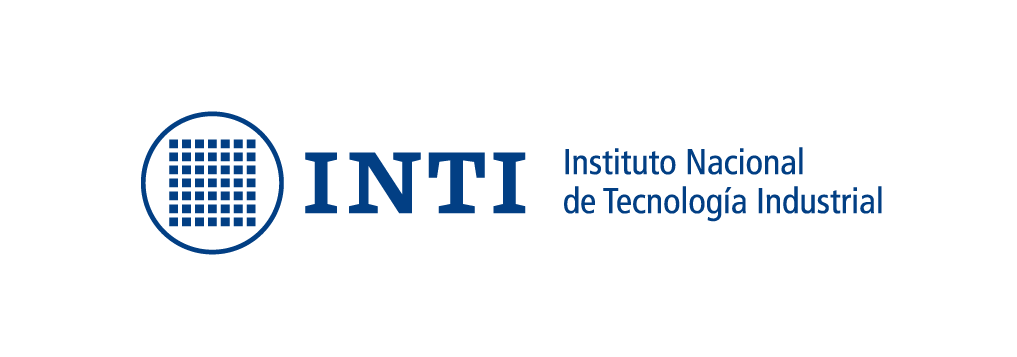 INTI
Instituto Nacional
de Tecnología Industrial